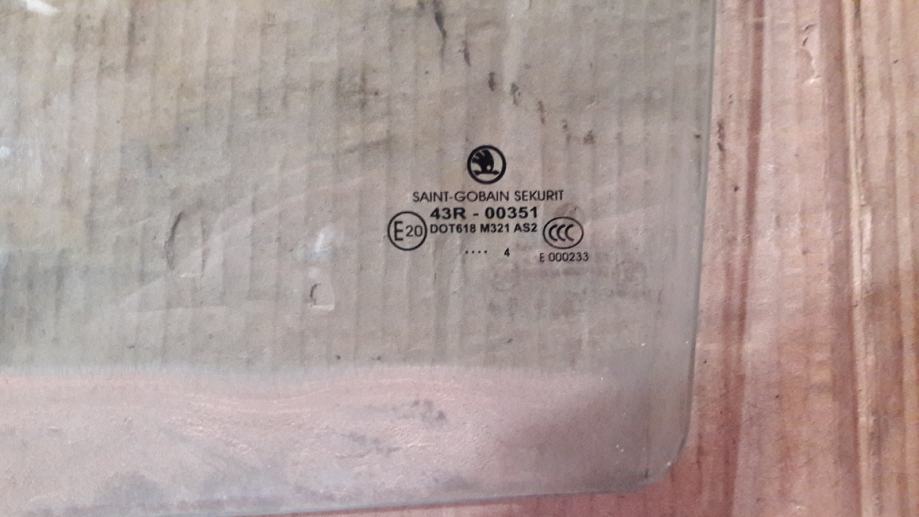 SAINT-GOBAIN SEKURIT
43R - 00351
E20 DOT618 M321 AS2 CCC
.... 4 E 000233